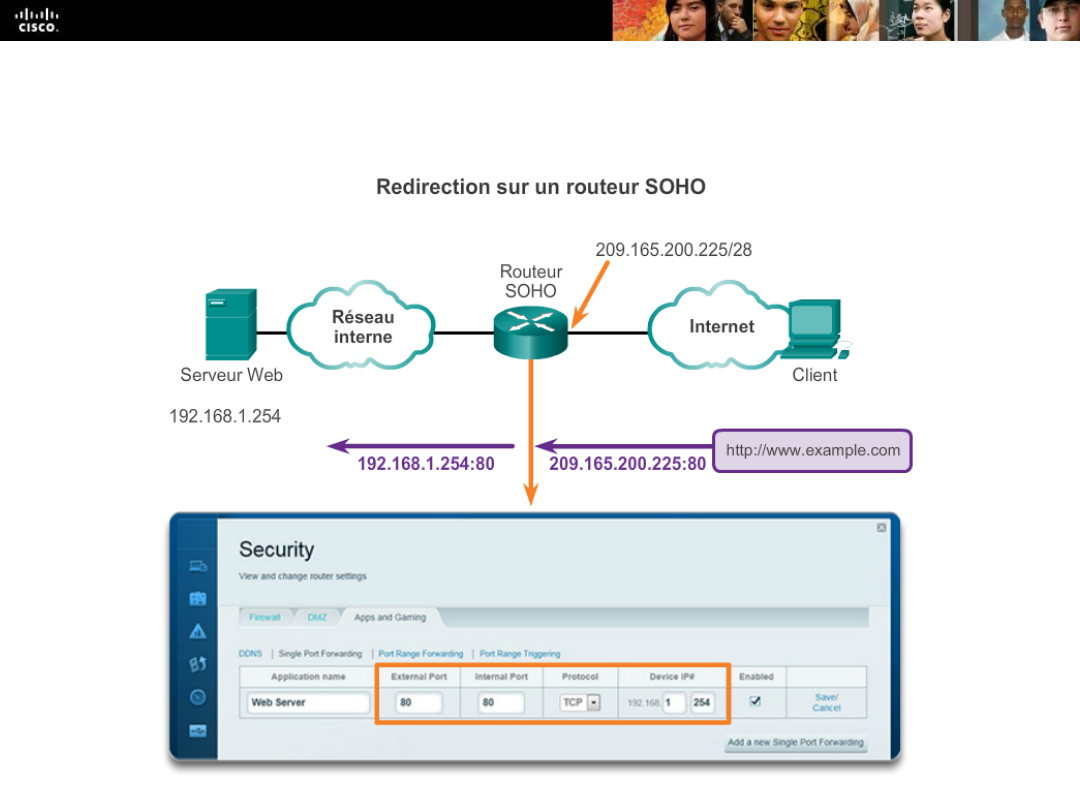 CISCO.
Redirection sur un routeur SOHO
209.165.200.225/28
Routeur
SOHO
Réseau
interne
Internet
Serveur Web
Client
192.168.1.254
192.168.1.254:80
209.165.200.225:80
http://www.example.com
Security
View and change router settings
Firewall DMZ Apps and Gaming
DDNS | Single Port Forwarding | Port Range Forwarding | Port Range Triggering
Application name External Port Internal Port Protocol Device IP# Enabled
Web Server 80 80 TCP 192.168. 1 . 254 Save/
Cancel
Add a new Single Port Forwarding